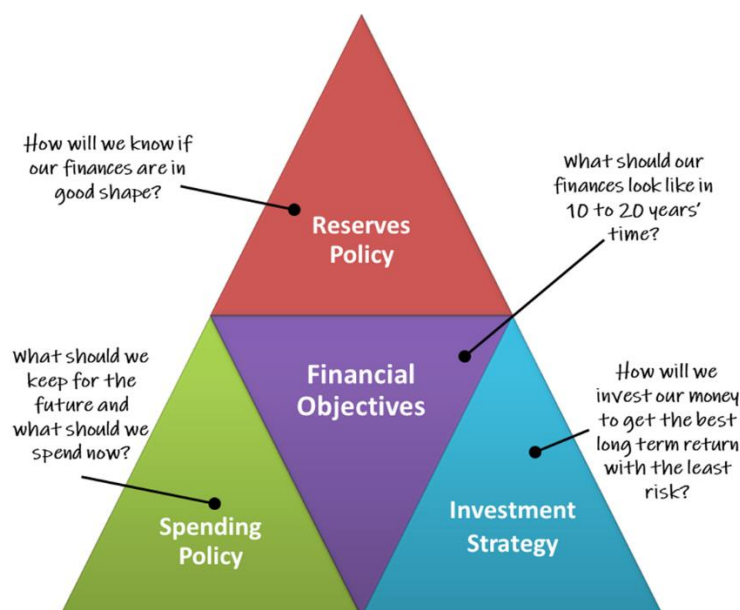 How will we know if
our finances are in
good shape?
What should our
finances look like in
10 to 20 years'
time?
Reserves
Policy
What should we
keep for the
future and
what should we
spend now?
Financial
Objectives
How will we
invest our money
to get the best
long term return
with the least
risk?
Spending
Policy
Investment
Strategy